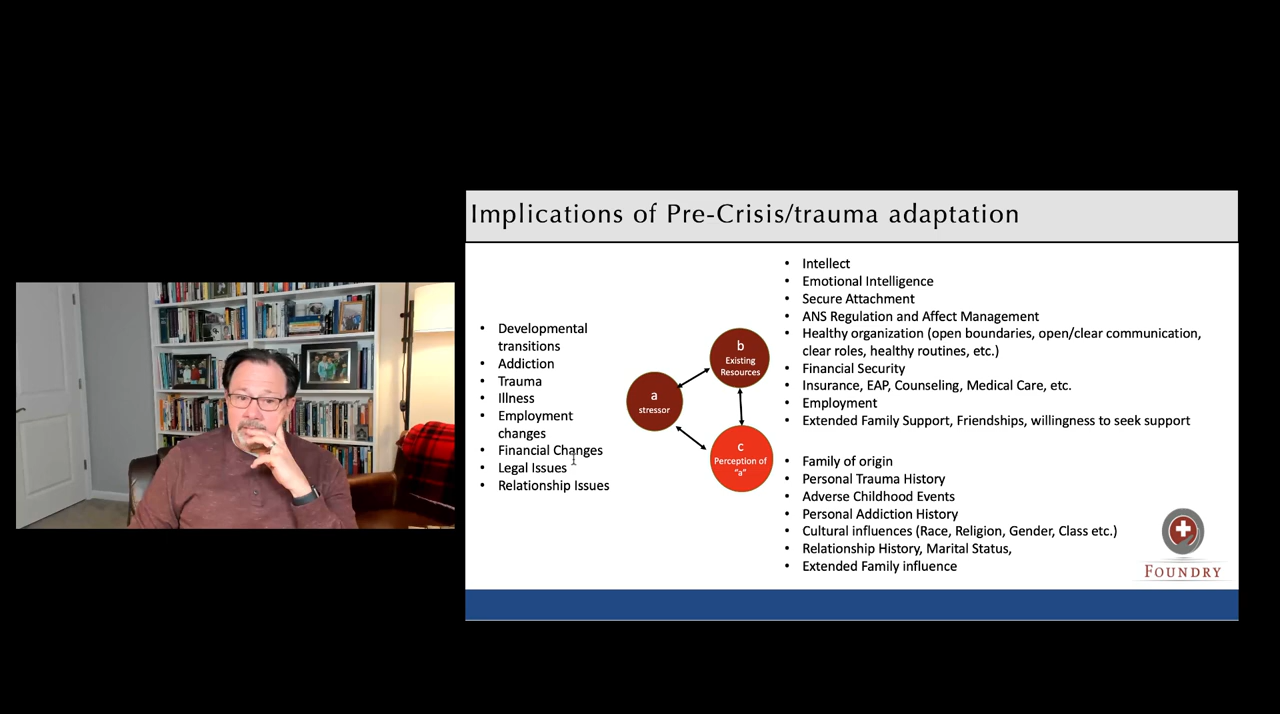 Implications of Pre-Crisis/trauma adaptation
• Developmental
transitions
• Addiction
• Trauma
• Illness
• Employment
changes
• Financial Changes
• Legal Issues
• Relationship Issues
a
stressor
b
Existing
Resources
c
Perception of
"a"
• Intellect
• Emotional Intelligence
• Secure Attachment
• ANS Regulation and Affect Management
• Healthy organization (open boundaries, open/clear communication,
clear roles, healthy routines, etc.)
• Financial Security
• Insurance, EAP, Counseling, Medical Care, etc.
• Employment
• Extended Family Support, Friendships, willingness to seek support
• Family of origin
• Personal Trauma History
• Adverse Childhood Events
• Personal Addiction History
• Cultural influences (Race, Religion, Gender, Class etc.)
• Relationship History, Marital Status,
• Extended Family influence
FOUNDRY